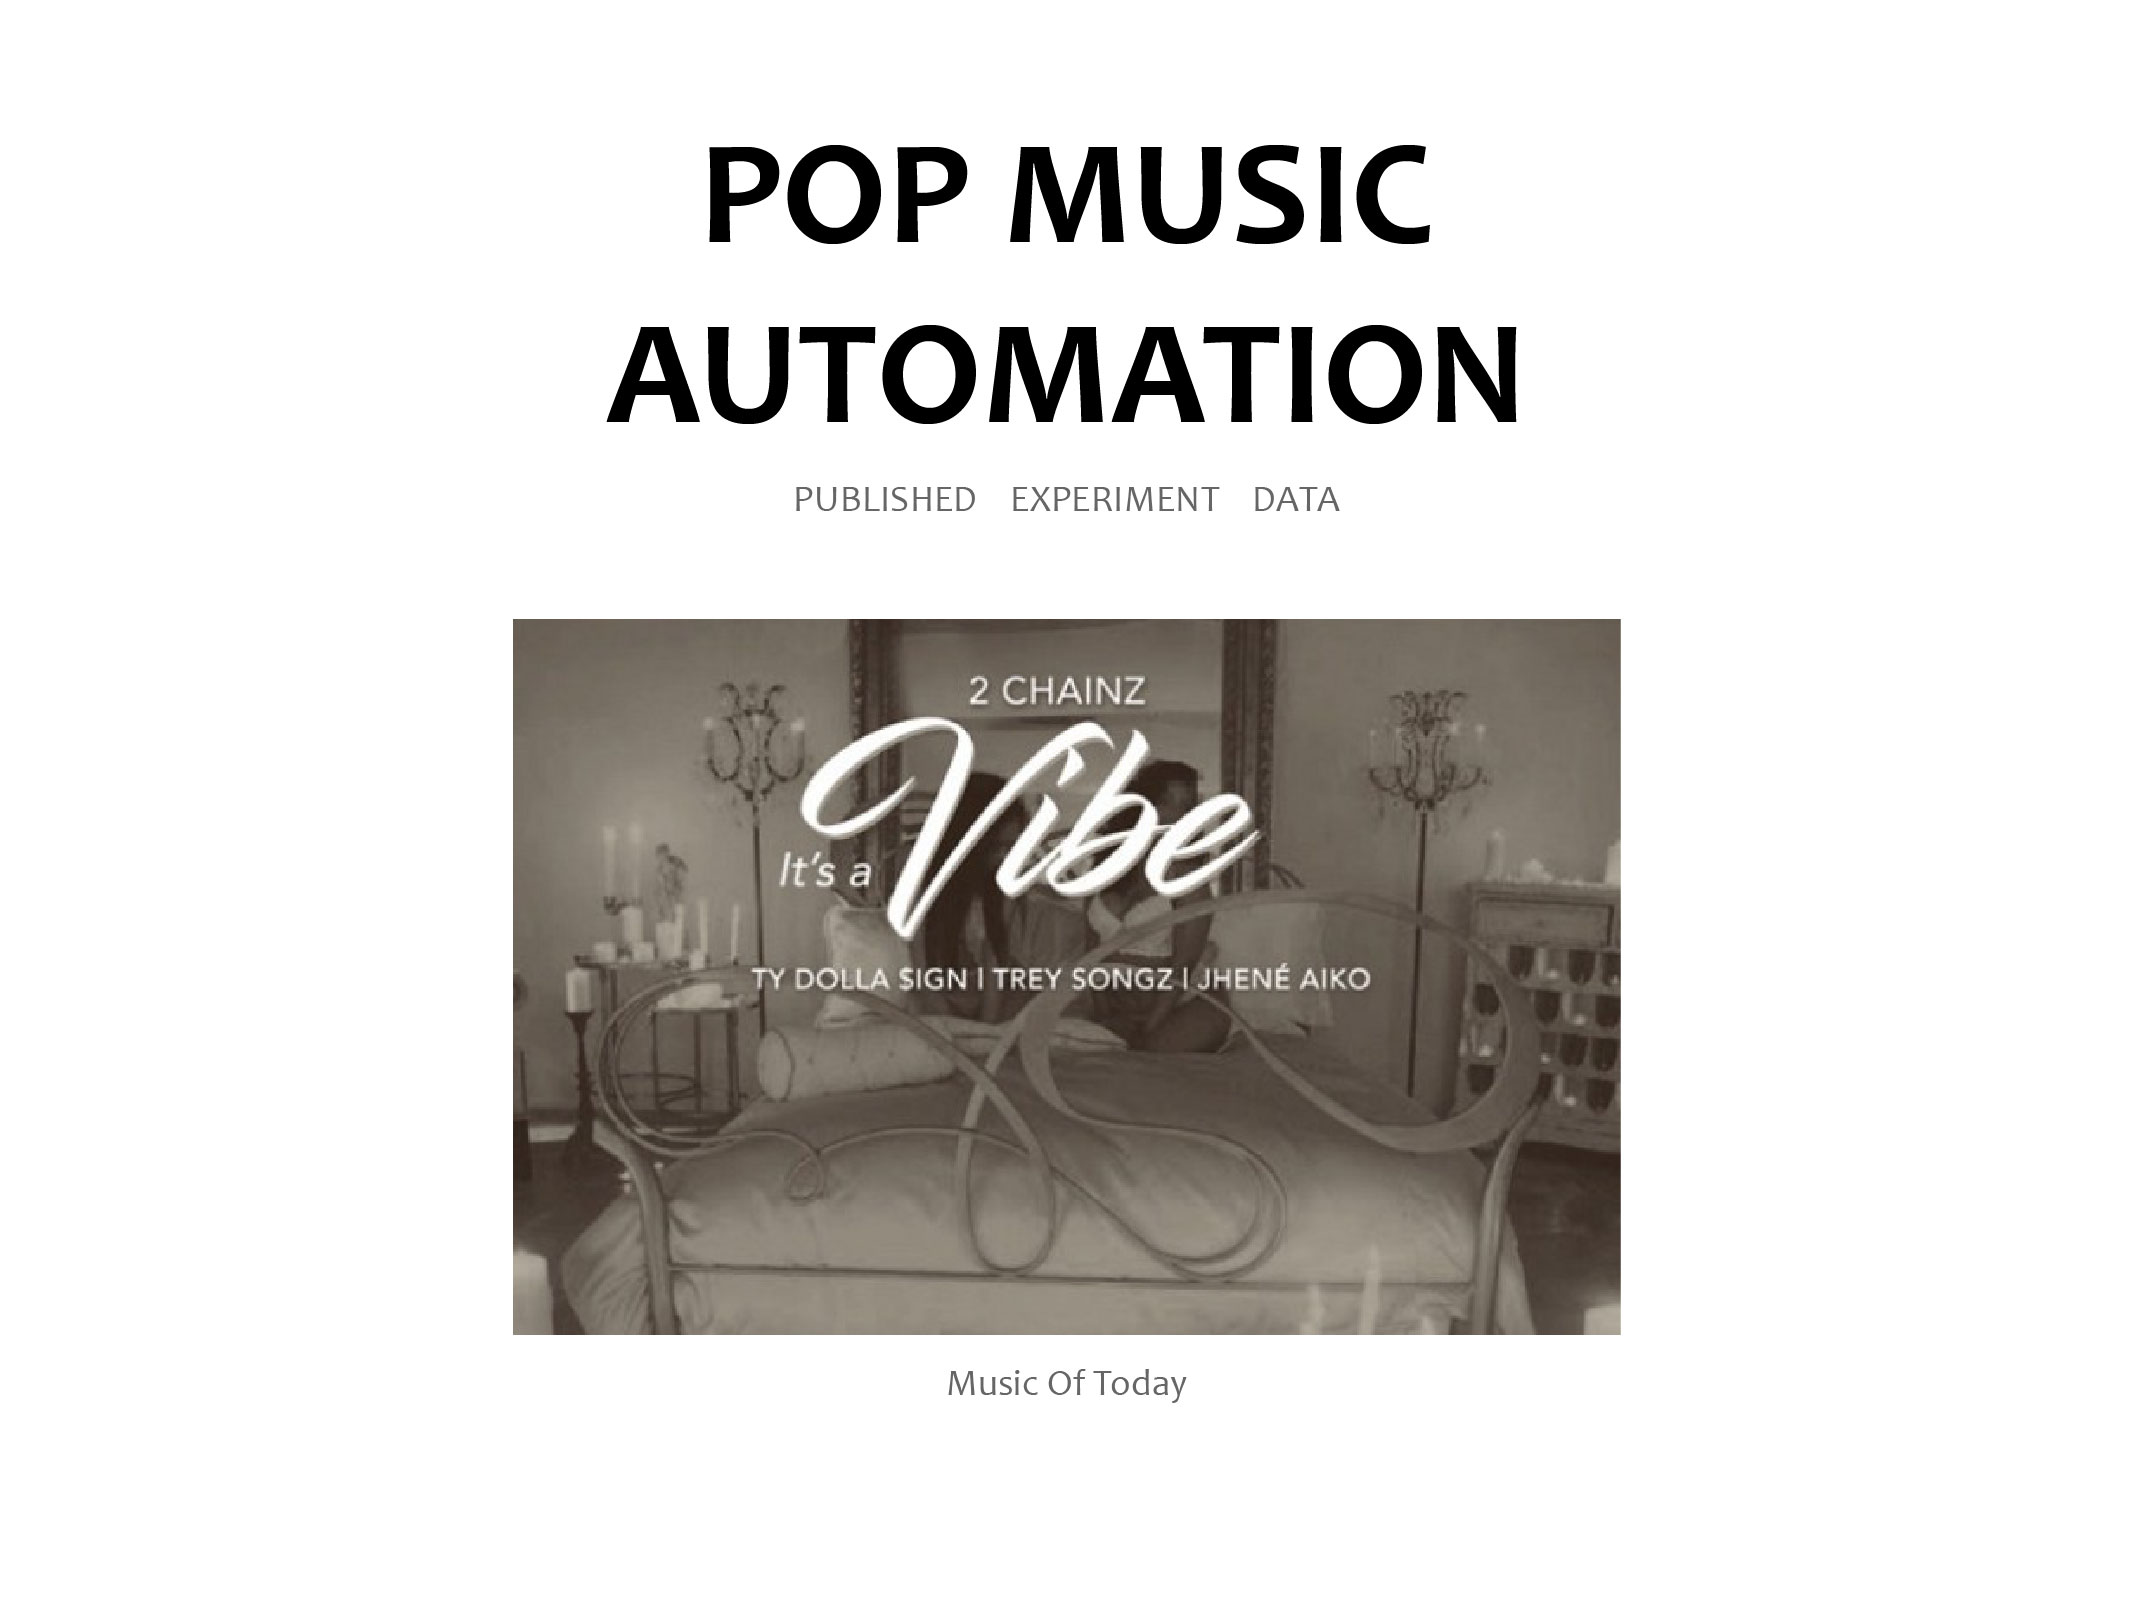 POP MUSIC
AUTOMATION
PUBLISHED EXPERIMENT DATA
2 CHAINZ
Vibe
It's a
TY DOLLA $IGN | TREY SONGZ | JHENÉ AIKO
Music Of Today